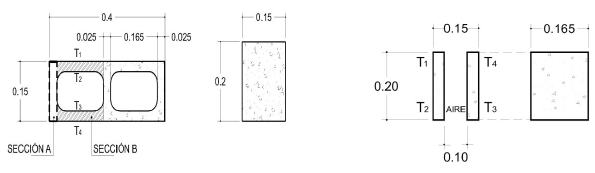 0.4
0.025 0.165 0.025
0.15
T1
T2
T3
T4
SECCIÓN A
SECCIÓN B
0.15
0.2
0.15
0.165
T1
T4
0.20
T2
AIRE
T3
0.10